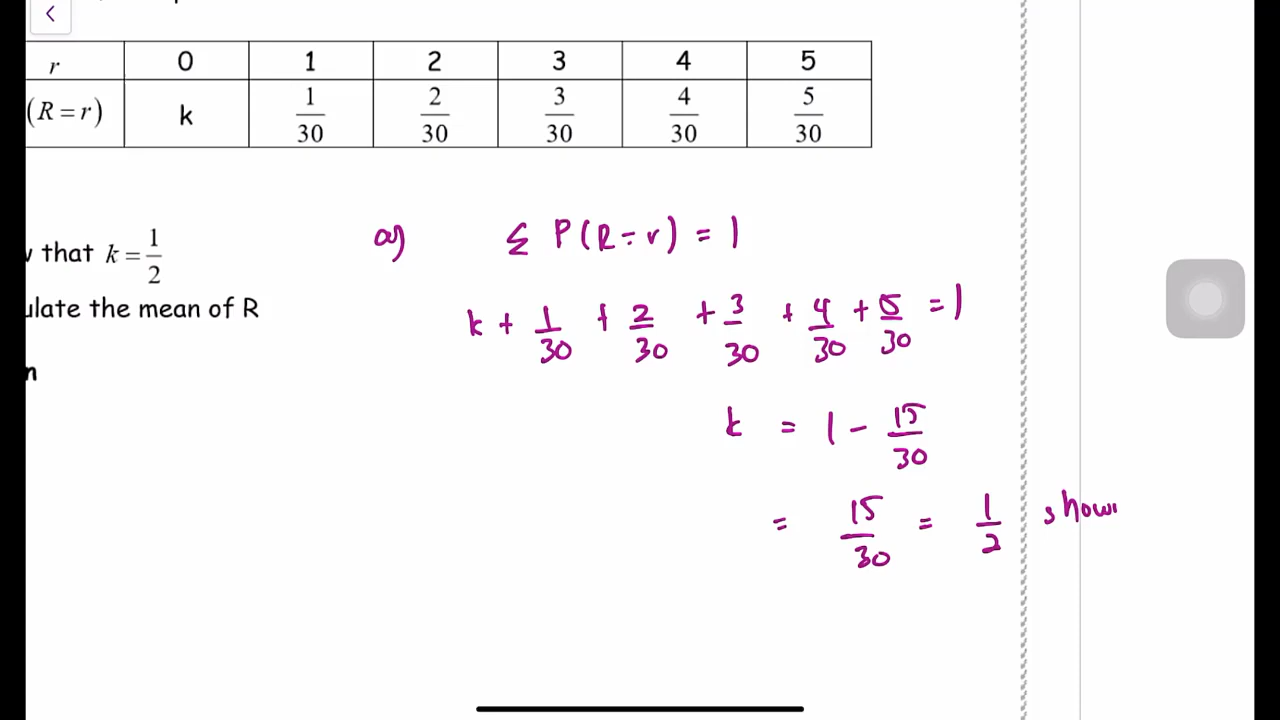 r 0 1 2 3 4 5
(R = r) k 1/30 2/30 3/30 4/30 5/30
that k = 1/2
a) Σ P(R = r) = 1
ulate the mean of R
k + 1/30 + 2/30 + 3/30 + 4/30 + 5/30 = 1
n
k = 1 - 15/30
= 15/30 = 1/2 shown